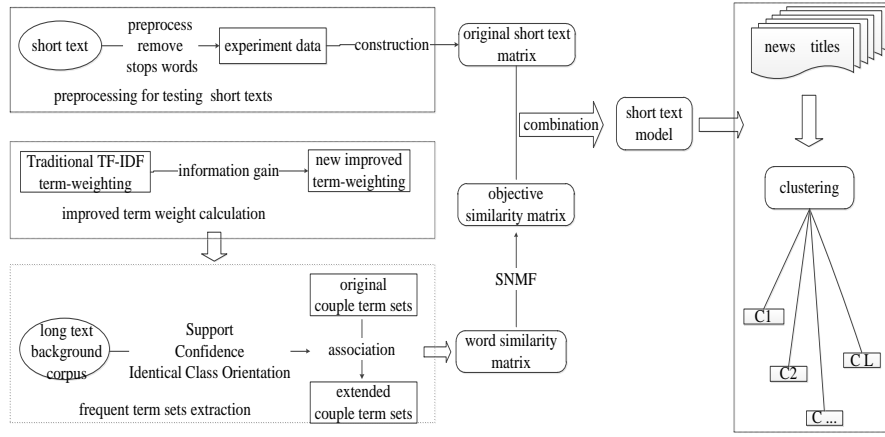 short text
preprocess
remove
stops words
experiment data
construction
preprocessing for testing short texts
original short text
matrix
Traditional TF-IDF
term-weighting
information gain
new improved
term-weighting
improved term weight calculation
long text
background
corpus
Support
Confidence
Identical Class Orientation
original
couple term sets
association
extended
couple term sets
frequent term sets extraction
word similarity
matrix
SNMF
objective
similarity matrix
combination
short text
model
news titles
clustering
C1
C2
C ...
C L